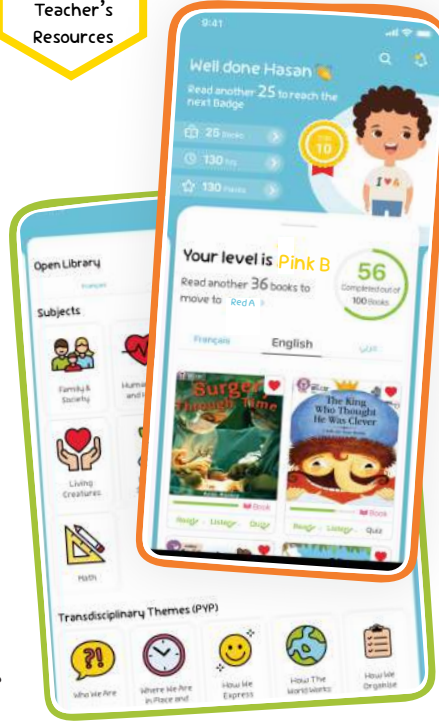 Teacher's
Resources
9:41
Well done Hasan
Read another 25 to reach the
next Badge
25 Books
130 hrs
130 Points
10
I ♥
Your level is Pink B
Read another 36 books to
move to Red A
56
Completed out of
100 Books
Français
English
عربي
Surgery
Through Time
The King
Who Thought
He Was Clever
Book
Book
Read
Listen
Quiz
Read
Listen
Quiz
Open Library
Français
Subjects
Family &
Society
Human
Living
Creatures
Math
Transdisciplinary Themes (PYP)
Who We Are
Where We Are
in Place and
How We
Express
How The
World Works
How We
Organise